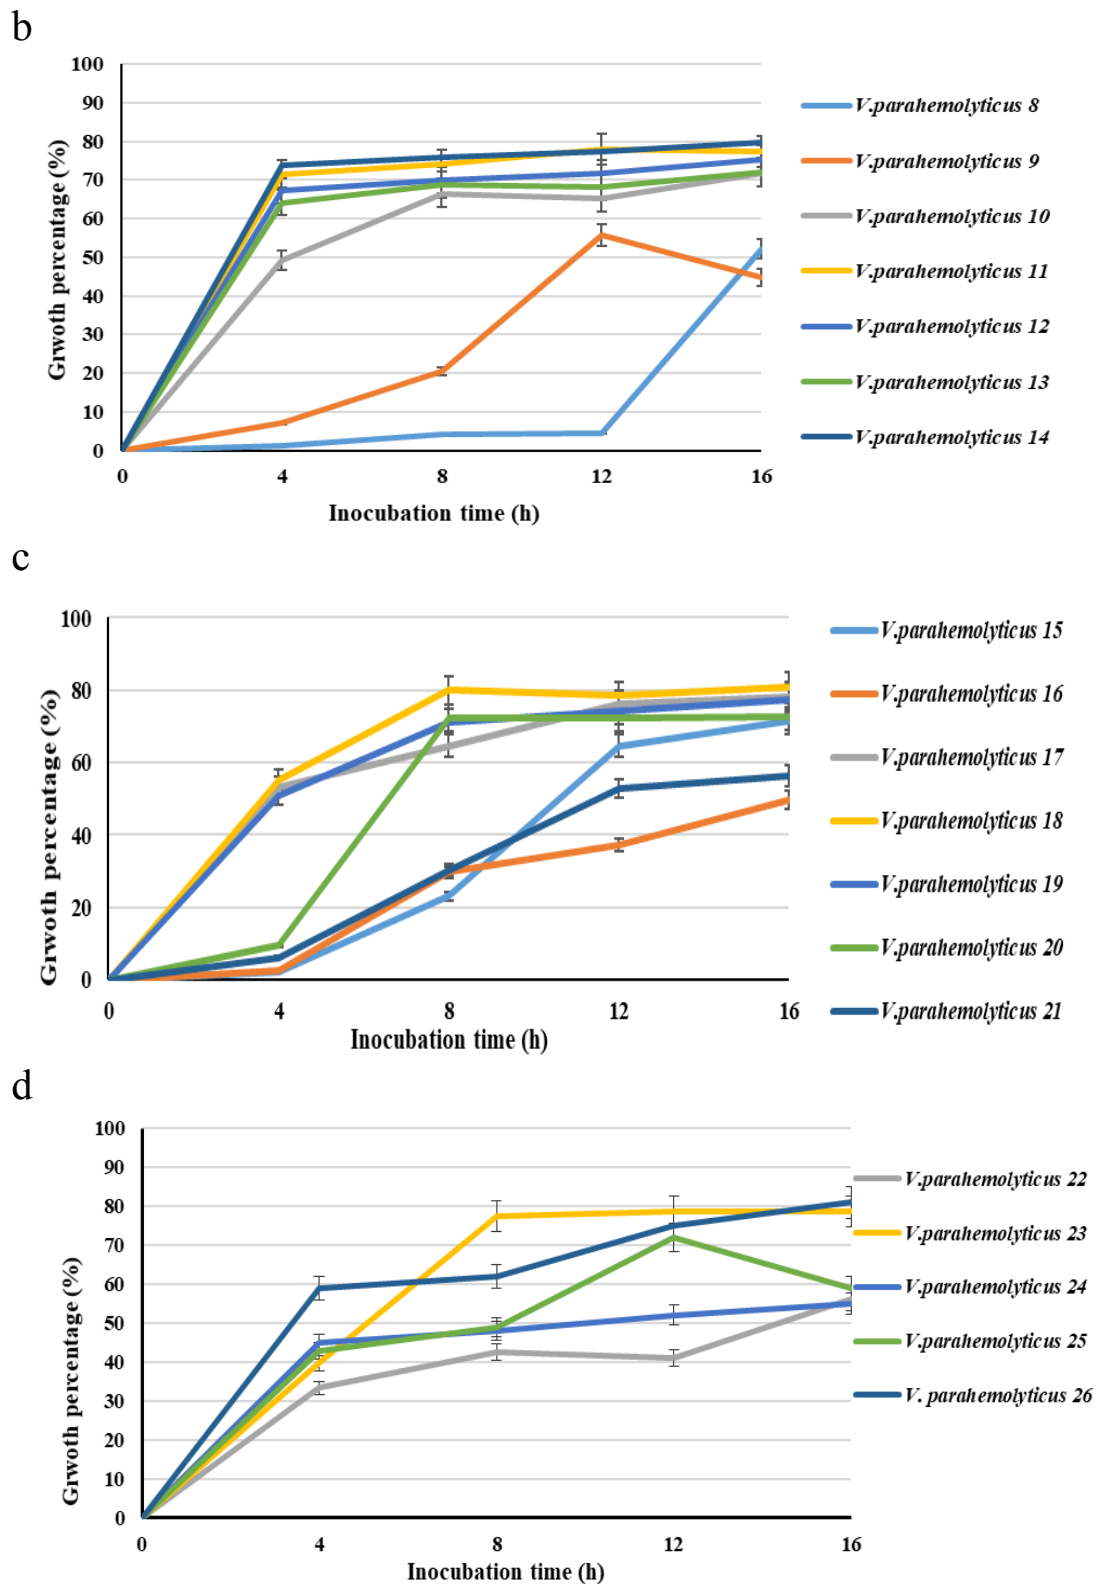 b
100
90
80
70
60
50
40
30
20
10
0
Grwoth percentage (%)
0 4 8 12 16
Inocubation time (h)
V.parahemolyticus 8
V.parahemolyticus 9
V.parahemolyticus 10
V.parahemolyticus 11
V.parahemolyticus 12
V.parahemolyticus 13
V.parahemolyticus 14
c
100
80
60
40
20
0
Grwoth percentage (%)
0 4 8 12 16
Inocubation time (h)
V.parahemolyticus 15
V.parahemolyticus 16
V.parahemolyticus 17
V.parahemolyticus 18
V.parahemolyticus 19
V.parahemolyticus 20
V.parahemolyticus 21
d
100
90
80
70
60
50
40
30
20
10
0
Grwoth percentage (%)
0 4 8 12 16
Inocubation time (h)
V.parahemolyticus 22
V.parahemolyticus 23
V.parahemolyticus 24
V.parahemolyticus 25
V. parahemolyticus 26